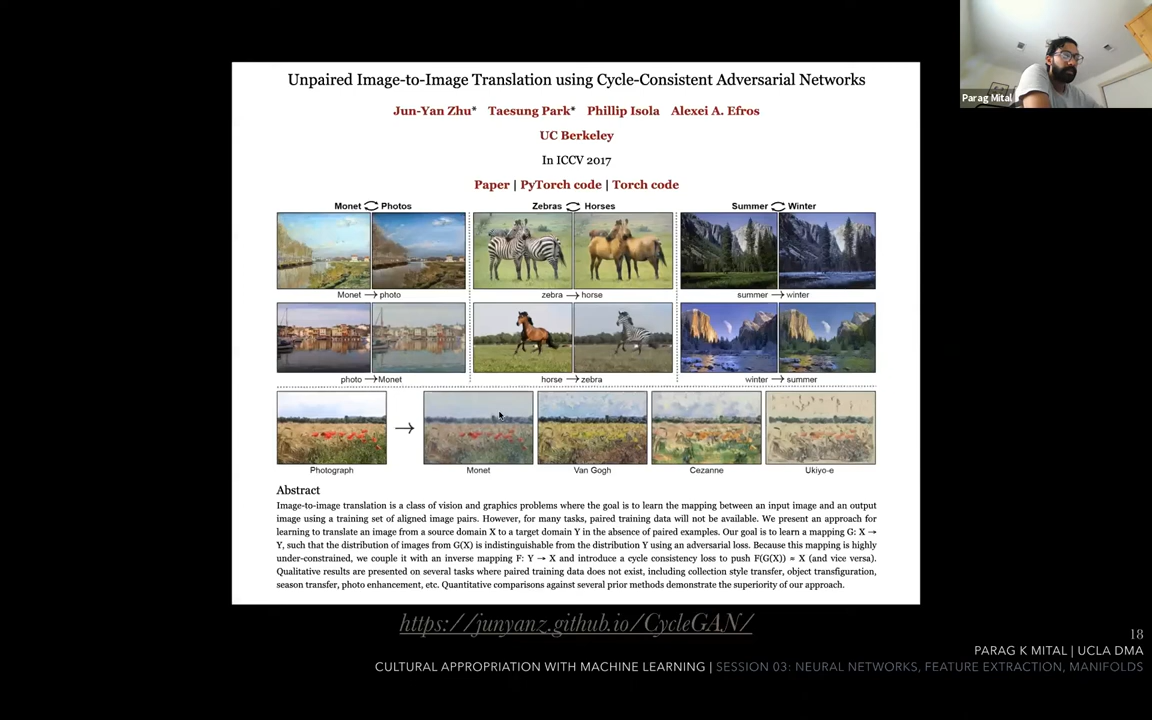 Unpaired Image-to-Image Translation using Cycle-Consistent Adversarial Networks
Jun-Yan Zhu* Taesung Park* Phillip Isola Alexei A. Efros
UC Berkeley
In ICCV 2017
Paper | PyTorch code | Torch code
Monet Photos
Zebras Horses
Summer Winter
Monet → photo
zebra → horse
summer → winter
photo → Monet
horse → zebra
winter → summer
Photograph
Monet
Van Gogh
Cezanne
Ukiyo-e
Abstract
Image-to-image translation is a class of vision and graphics problems where the goal is to learn the mapping between an input image and an output
image using a training set of aligned image pairs. However, for many tasks, paired training data will not be available. We present an approach for
learning to translate an image from a source domain X to a target domain Y in the absence of paired examples. Our goal is to learn a mapping G: X →
Y, such that the distribution of images from G(X) is indistinguishable from the distribution Y using an adversarial loss. Because this mapping is highly
under-constrained, we couple it with an inverse mapping F: Y → X and introduce a cycle consistency loss to push F(G(X)) ≈ X (and vice versa).
Qualitative results are presented on several tasks where paired training data does not exist, including collection style transfer, object transfiguration,
season transfer, photo enhancement, etc. Quantitative comparisons against several prior methods demonstrate the superiority of our approach.
https://junyanz.github.io/CycleGAN/
Parag Mital
18
PARAG K MITAL | UCLA DMA
CULTURAL APPROPRIATION WITH MACHINE LEARNING | SESSION 03: NEURAL NETWORKS, FEATURE EXTRACTION, MANIFOLDS